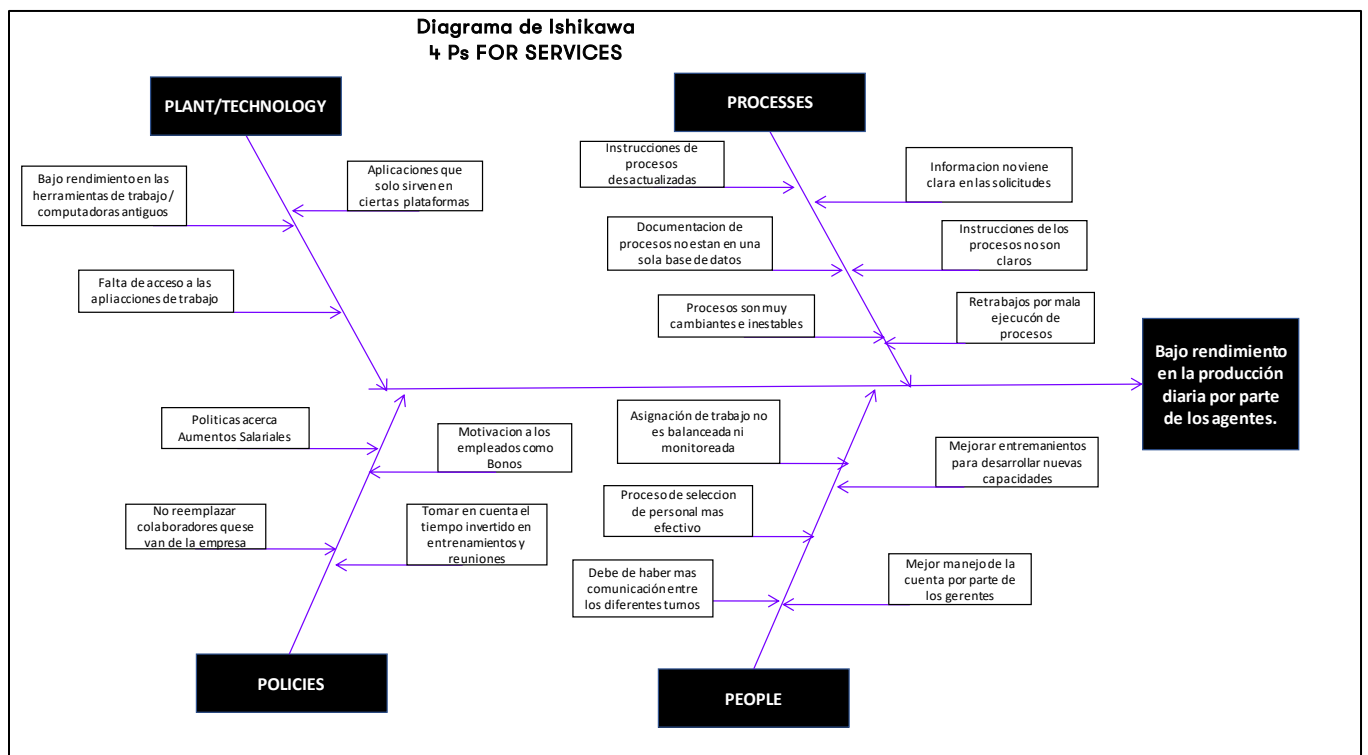 Diagrama de Ishikawa
4 Ps FOR SERVICES
PLANT/TECHNOLOGY
Bajo rendimiento en las
herramientas de trabajo /
computadoras antiguos
Aplicaciones que
solo sirven en
ciertas plataformas
Falta de acceso a las
apliacciones de trabajo
PROCESSES
Instrucciones de
procesos
desactualizadas
Informacion no viene
clara en las solicitudes
Documentacion de
procesos no estan en una
sola base de datos
Instrucciones de los
procesos no son
claros
Procesos son muy
cambiantes e inestables
Retrabajos por mala
ejecucón de
procesos
Bajo rendimiento
en la producción
diaria por parte
de los agentes.
Politicas acerca
Aumentos Salariales
Motivacion a los
empleados como
Bonos
No reemplazar
colaboradores que se
van de la empresa
Tomar en cuenta el
tiempo invertido en
entrenamientos y
reuniones
POLICIES
Asignación de trabajo no
es balanceada ni
monitoreada
Mejorar entremanientos
para desarrollar nuevas
capacidades
Proceso de seleccion
de personal mas
efectivo
Debe de haber mas
comunicación entre
los diferentes turnos
Mejor manejo de la
cuenta por parte de
los gerentes
PEOPLE